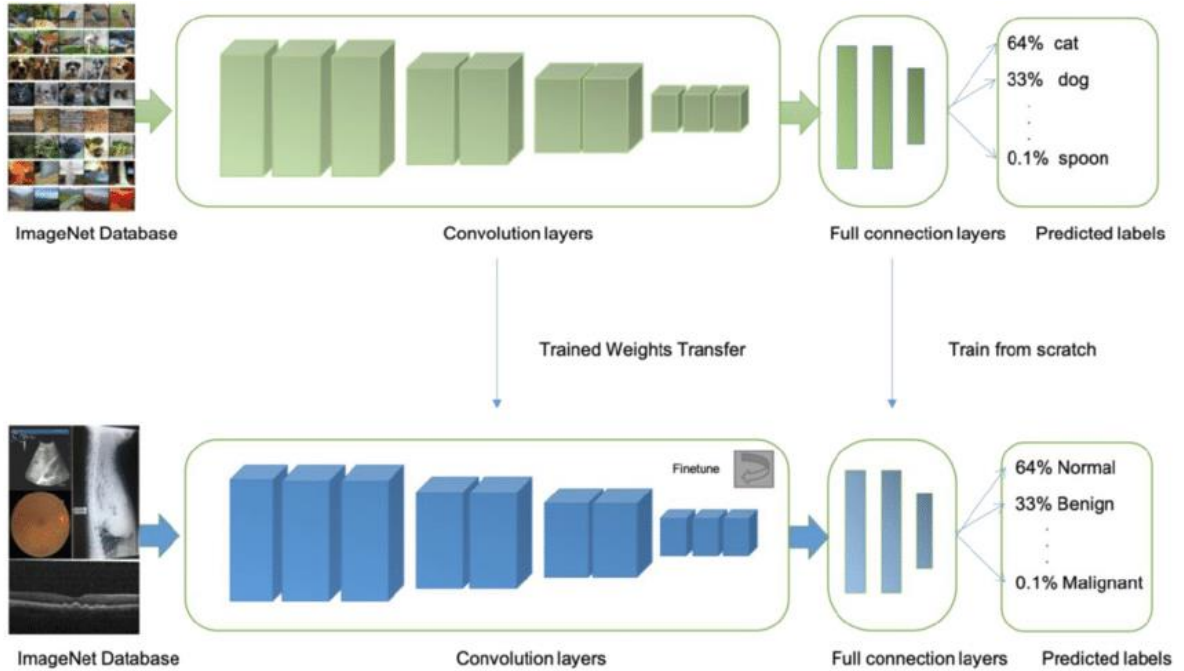 64% cat
33% dog
.
.
.
0.1% spoon
ImageNet Database
Convolution layers
Full connection layers
Predicted labels
Trained Weights Transfer
Train from scratch
Finetune
64% Normal
33% Benign
.
.
.
0.1% Malignant
ImageNet Database
Convolution layers
Full connection layers
Predicted labels